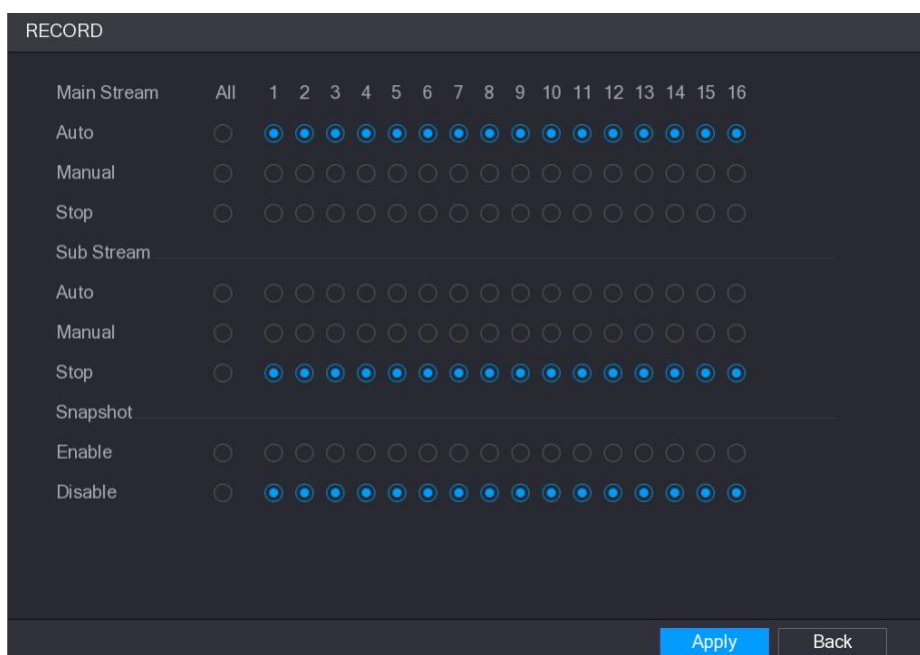 RECORD
Main Stream All 1 2 3 4 5 6 7 8 9 10 11 12 13 14 15 16
Auto
Manual
Stop
Sub Stream
Auto
Manual
Stop
Snapshot
Enable
Disable
Apply Back